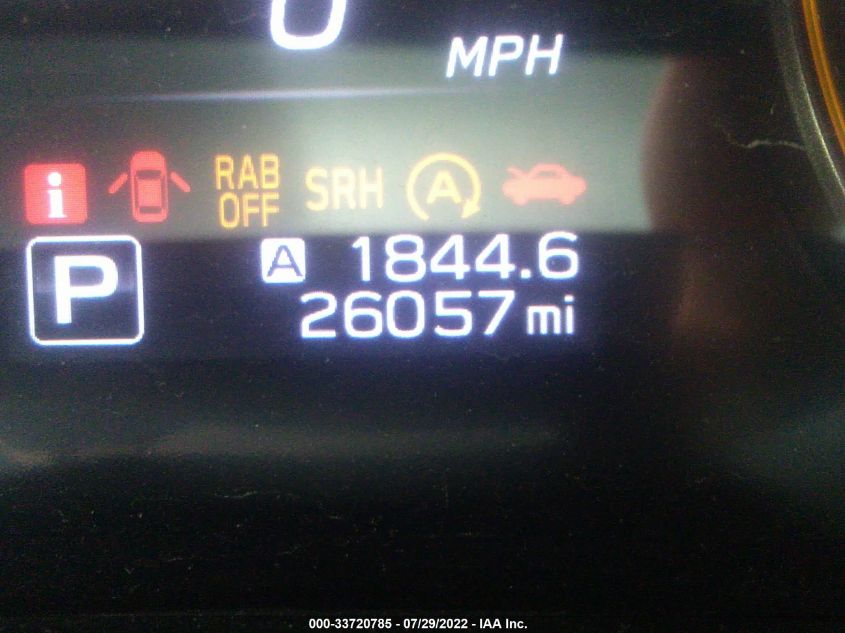 0
MPH
i RAB OFF SRH A
P A 1844.6
26057 mi
000-33720785 - 07/29/2022 - IAA Inc.